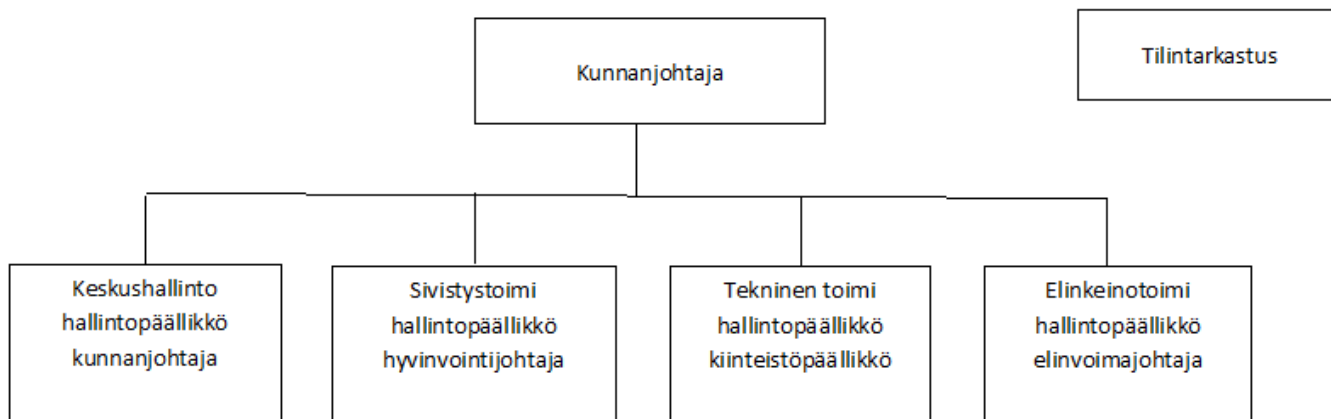 Kunnanjohtaja
Tilintarkastus
Keskushallinto
hallintopäällikkö
kunnanjohtaja
Sivistystoimi
hallintopäällikkö
hyvinvointijohtaja
Tekninen toimi
hallintopäällikkö
kiinteistöpäällikkö
Elinkeinotoimi
hallintopäällikkö
elinvoimajohtaja